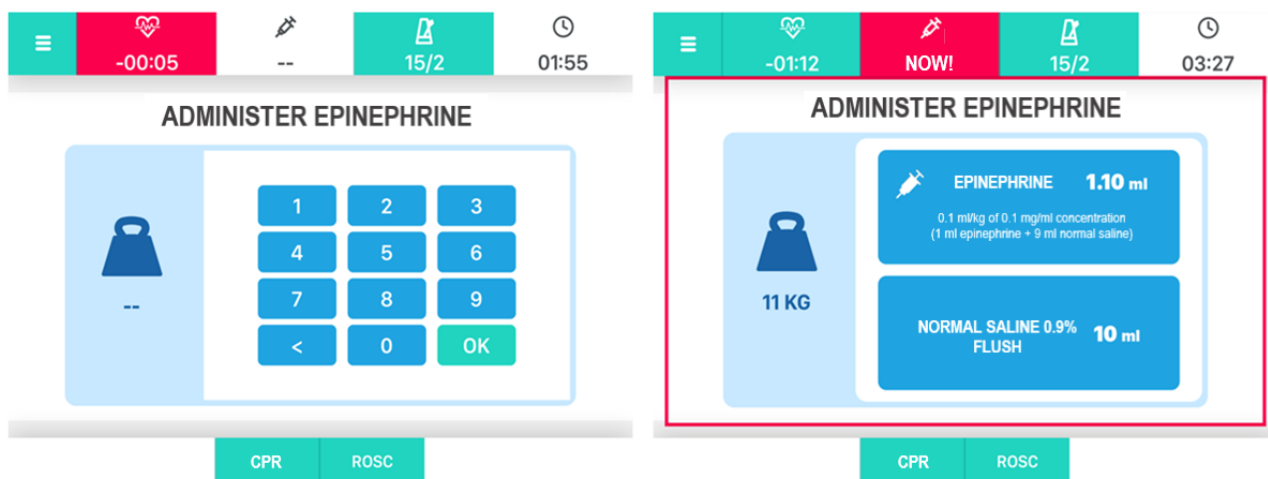 -00:05
--
15/2
01:55
ADMINISTER EPINEPHRINE
--
1 2 3
4 5 6
7 8 9
< 0 OK
CPR ROSC
-01:12
NOW!
15/2
03:27
ADMINISTER EPINEPHRINE
11 KG
EPINEPHRINE 1.10 ml
0.1 ml/kg of 0.1 mg/ml concentration
(1 ml epinephrine + 9 ml normal saline)
NORMAL SALINE 0.9%
FLUSH
10 ml
CPR ROSC